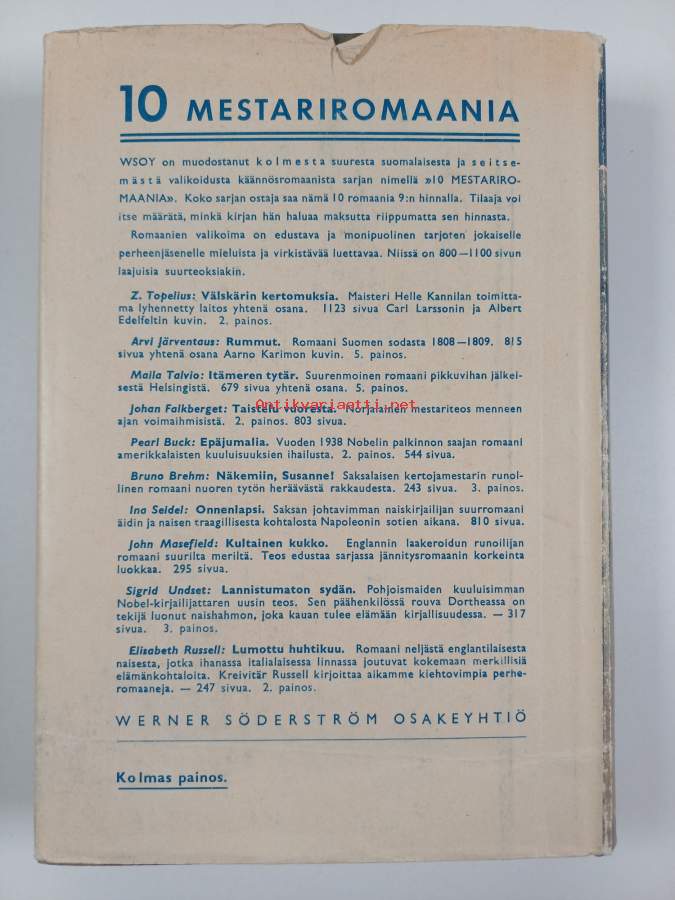 10 MESTARIROMAANIA
WSOY on muodostanut kolmesta suuresta suomalaisesta ja seitse-
mästä valikoidusta käännösromaanista sarjan nimellä »10 MESTARIRO-
MAANIA». Koko sarjan ostaja saa nämä 10 romaania 9:n hinnalla. Tilaaja voi
itse määrätä, minkä kirjan hän haluaa maksutta riippumatta sen hinnasta.
Romaanien valikoima on edustava ja monipuolinen tarjoten jokaiselle
perheenjäsenelle mieluista ja virkistävää luettavaa. Niissä on 800—1100 sivun
laajuisia suurteoksiakin.
Z. Topelius: Välskärin kertomuksia. Maisteri Helle Kannilan toimitta-
ma lyhennetty laitos yhtenä osana. 1123 sivua Carl Larssonin ja Albert
Edelfeltin kuvin. 2. painos.
Arvi Järventaus: Rummut. Romaani Suomen sodasta 1808—1809. 815
sivua yhtenä osana Aarno Karimon kuvin. 5. painos.
Maila Talvio: Itämeren tytär. Suurenmoinen romaani pikkuvihan jälkei-
sestä Helsingistä. 679 sivua yhtenä osana. 5. painos.
Antikvariaatti.net
Johan Falkberget: Taistelu vuoresta. Norjalainen mestariteos menneen
ajan voimaihmisistä. 2. painos. 803 sivua.
Pearl Buck: Epäjumalia. Vuoden 1938 Nobelin palkinnon saajan romaani
amerikkalaisten kuuluisuuksien ihailusta. 2. painos. 544 sivua.
Bruno Brehm: Näkemiin, Susanne! Saksalaisen kertojamestarin runol-
linen romaani nuoren tytön heräävästä rakkaudesta. 243 sivua. 3. painos.
Ina Seidel: Onnenlapsi. Saksan johtavimman naiskirjailijan suurromaani
äidin ja naisen traagillisesta kohtalosta Napoleonin sotien aikana. 810 sivua.
John Masefield: Kultainen kukko. Englannin laakeroidun runoilijan
romaani suurilta meriltä. Teos edustaa sarjassa jännitysromaanin korkeinta
luokkaa. 295 sivua.
Sigrid Undset: Lannistumaton sydän. Pohjoismaiden kuuluisimman
Nobel-kirjailijattaren uusin teos. Sen päähenkilössä rouva Dortheassa on
tekijä luonut naishahmon, joka kauan tulee elämään kirjallisuudessa. — 317
sivua. 3. painos.
Elisabeth Russell: Lumottu huhtikuu. Romaani neljästä englantilaisesta
naisesta, jotka ihanassa italialaisessa linnassa joutuvat kokemaan merkillisiä
elämänkohtaloita. Kreivitär Russell kirjoittaa aikamme kiehtovimpia perhe-
romaaneja. — 247 sivua. 2. painos.
WERNER SÖDERSTRÖM OSAKEYHTIÖ
Kolmas painos.